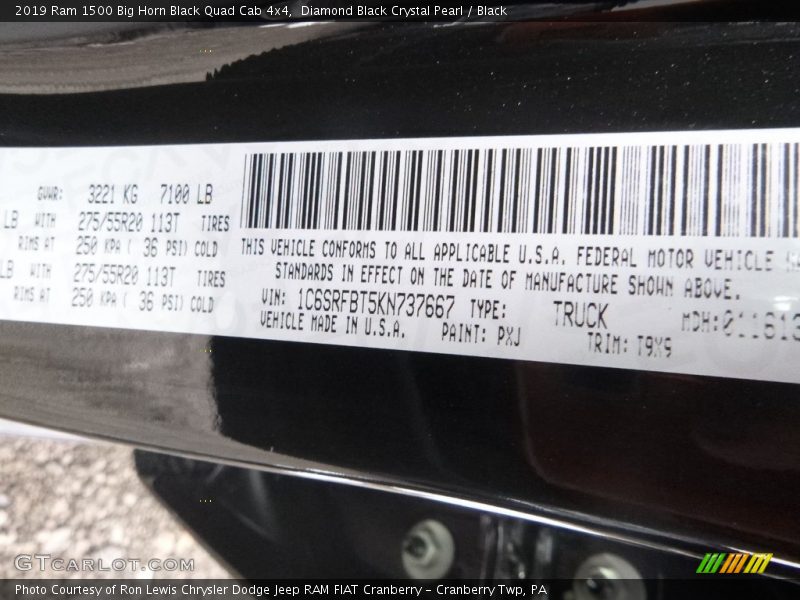 2019 Ram 1500 Big Horn Black Quad Cab 4x4, Diamond Black Crystal Pearl / Black
GVWR: 3221 KG 7100 LB
LB WITH 275/55R20 113T TIRES
RIMS AT 250 KPA ( 36 PSI) COLD
LB WITH 275/55R20 113T TIRES
RIMS AT 250 KPA ( 36 PSI) COLD
THIS VEHICLE CONFORMS TO ALL APPLICABLE U.S.A. FEDERAL MOTOR VEHICLE
STANDARDS IN EFFECT ON THE DATE OF MANUFACTURE SHOWN ABOVE.
VIN: 1C6SRFBT5KN737667 TYPE: TRUCK MDH: 011613
VEHICLE MADE IN U.S.A. PAINT: PXJ TRIM: T9X9
GTCARLOT.COM
Photo Courtesy of Ron Lewis Chrysler Dodge Jeep RAM FIAT Cranberry - Cranberry Twp, PA